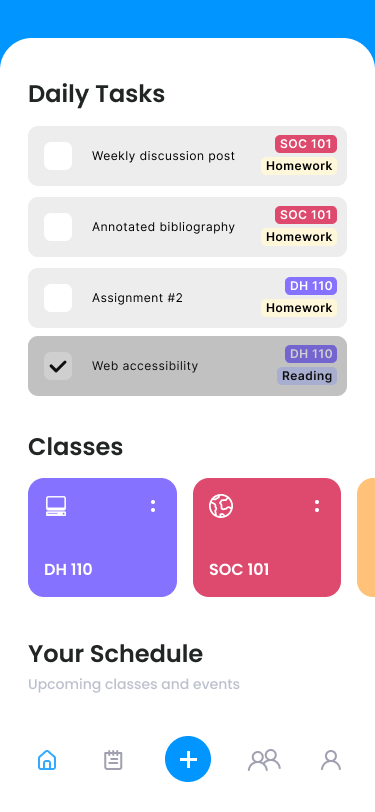 Daily Tasks
Weekly discussion post
SOC 101
Homework
Annotated bibliography
SOC 101
Homework
Assignment #2
DH 110
Homework
Web accessibility
DH 110
Reading
Classes
DH 110
SOC 101
Your Schedule
Upcoming classes and events